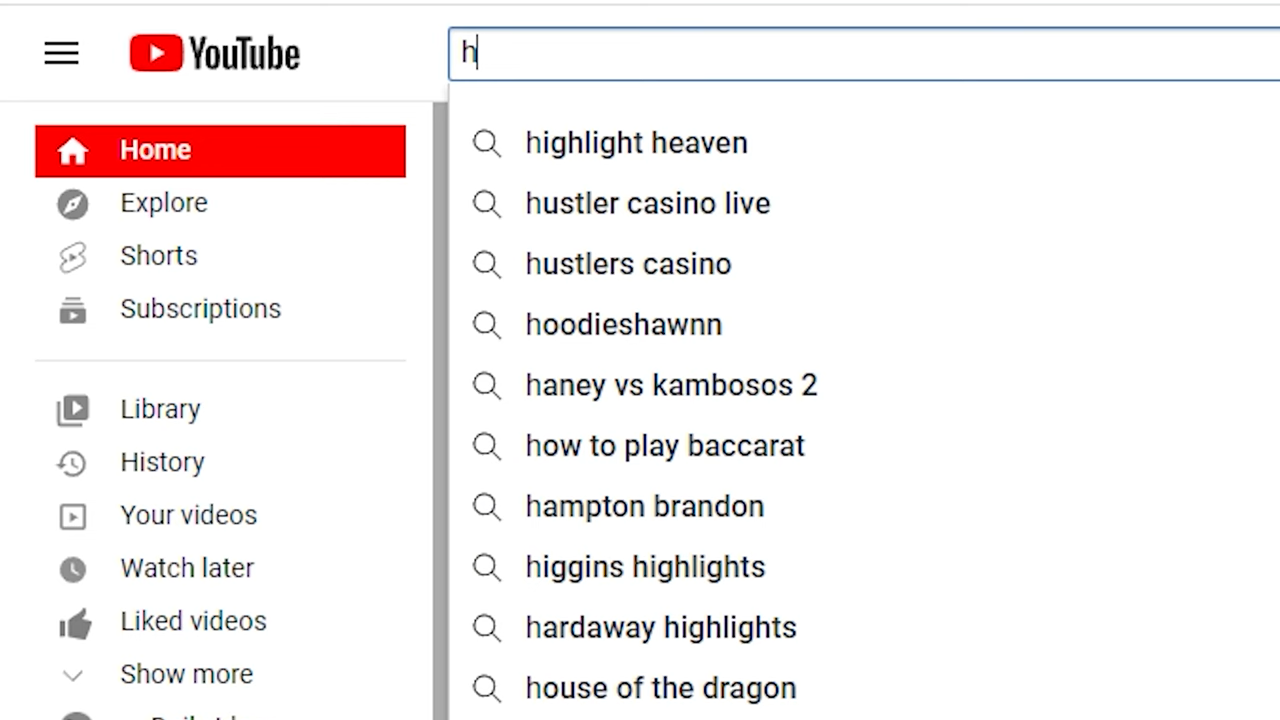 YouTube
h
Home
Explore
Shorts
Subscriptions
Library
History
Your videos
Watch later
Liked videos
Show more
highlight heaven
hustler casino live
hustlers casino
hoodieshawnn
haney vs kambosos 2
how to play baccarat
hampton brandon
higgins highlights
hardaway highlights
house of the dragon